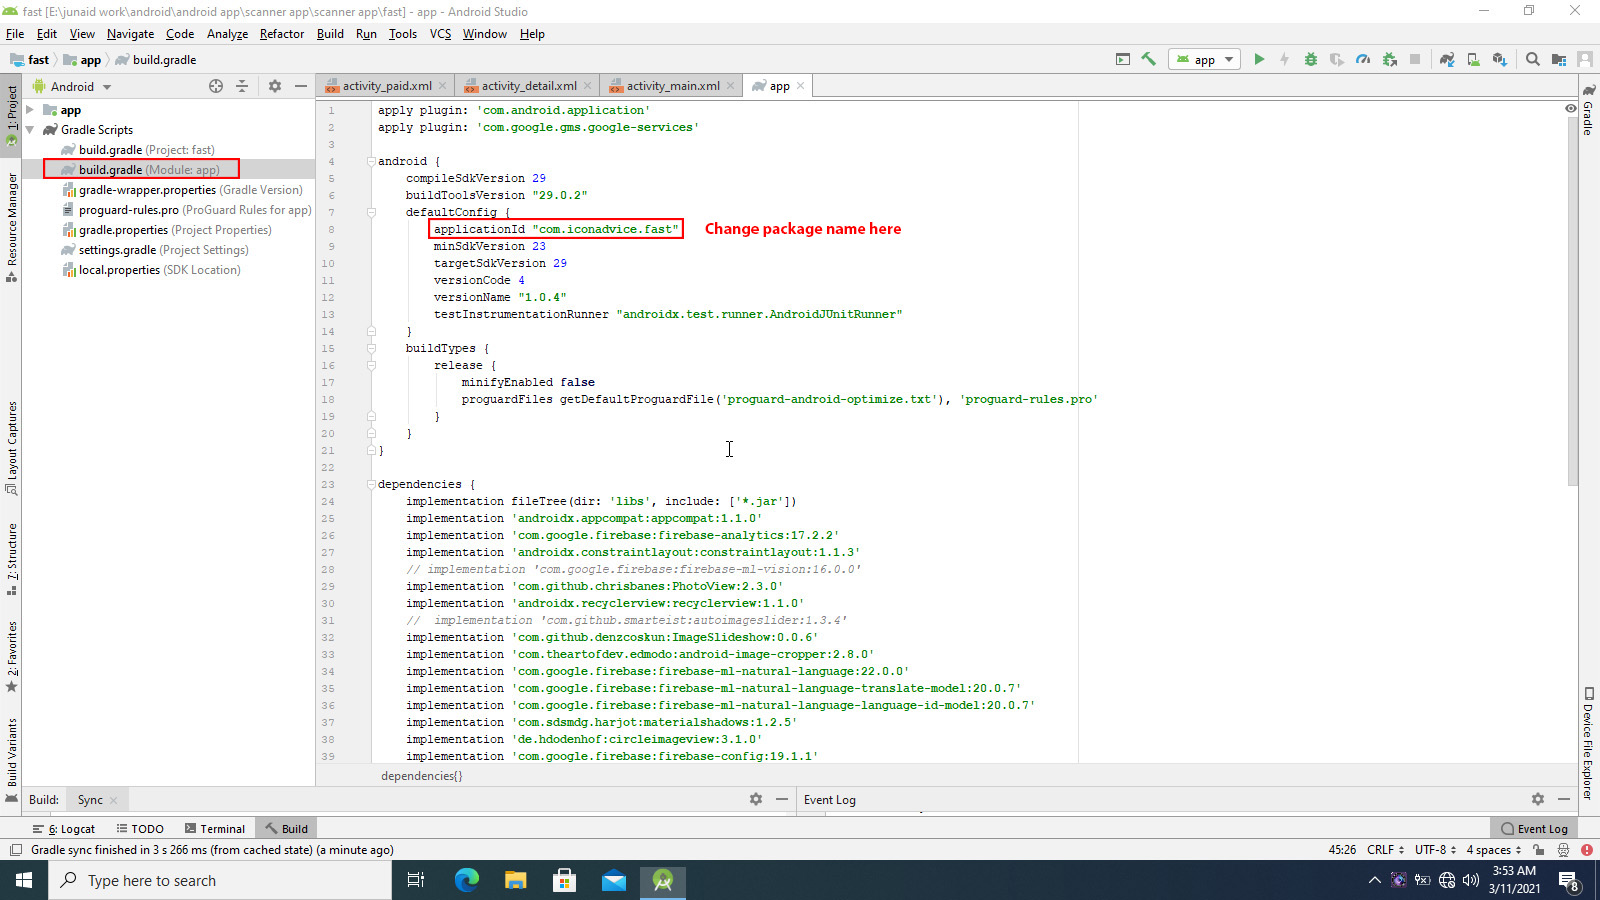 fast [E:\junaid work\android\android app\scanner app\scanner app\fast] - app - Android Studio
File Edit View Navigate Code Analyze Refactor Build Run Tools VCS Window Help
fast app build.gradle
app
Android
activity_paid.xml activity_detail.xml activity_main.xml app
1: Project
Resource Manager
Layout Captures
7: Structure
2: Favorites
Build Variants
app
Gradle Scripts
build.gradle (Project: fast)
build.gradle (Module: app)
gradle-wrapper.properties (Gradle Version)
proguard-rules.pro (ProGuard Rules for app)
gradle.properties (Project Properties)
settings.gradle (Project Settings)
local.properties (SDK Location)
1 apply plugin: 'com.android.application'
2 apply plugin: 'com.google.gms.google-services'
3
4 android {
5 compileSdkVersion 29
6 buildToolsVersion "29.0.2"
7 defaultConfig {
8 applicationId "com.iconadvice.fast"
Change package name here
9 minSdkVersion 23
10 targetSdkVersion 29
11 versionCode 4
12 versionName "1.0.4"
13 testInstrumentationRunner "androidx.test.runner.AndroidJUnitRunner"
14 }
15 buildTypes {
16 release {
17 minifyEnabled false
18 proguardFiles getDefaultProguardFile('proguard-android-optimize.txt'), 'proguard-rules.pro'
19 }
20 }
21 }
22
23 dependencies {
24 implementation fileTree(dir: 'libs', include: ['*.jar'])
25 implementation 'androidx.appcompat:appcompat:1.1.0'
26 implementation 'com.google.firebase:firebase-analytics:17.2.2'
27 implementation 'androidx.constraintlayout:constraintlayout:1.1.3'
28 // implementation 'com.google.firebase:firebase-ml-vision:16.0.0'
29 implementation 'com.github.chrisbanes:PhotoView:2.3.0'
30 implementation 'androidx.recyclerview:recyclerview:1.1.0'
31 // implementation 'com.github.smarteist:autoimageslider:1.3.4'
32 implementation 'com.github.denzcoskun:ImageSlideshow:0.0.6'
33 implementation 'com.theartofdev.edmodo:android-image-cropper:2.8.0'
34 implementation 'com.google.firebase:firebase-ml-natural-language:22.0.0'
35 implementation 'com.google.firebase:firebase-ml-natural-language-translate-model:20.0.7'
36 implementation 'com.google.firebase:firebase-ml-natural-language-language-id-model:20.0.7'
37 implementation 'com.sdsmdg.harjot:materialshadows:1.2.5'
38 implementation 'de.hdodenhof:circleimageview:3.1.0'
39 implementation 'com.google.firebase:firebase-config:19.1.1'
dependencies{}
Gradle
Device File Explorer
Build: Sync
Event Log
6: Logcat TODO Terminal Build
Event Log
Gradle sync finished in 3 s 266 ms (from cached state) (a minute ago)
45:26 CRLF UTF-8 4 spaces
Type here to search
3:53 AM
3/11/2021
8